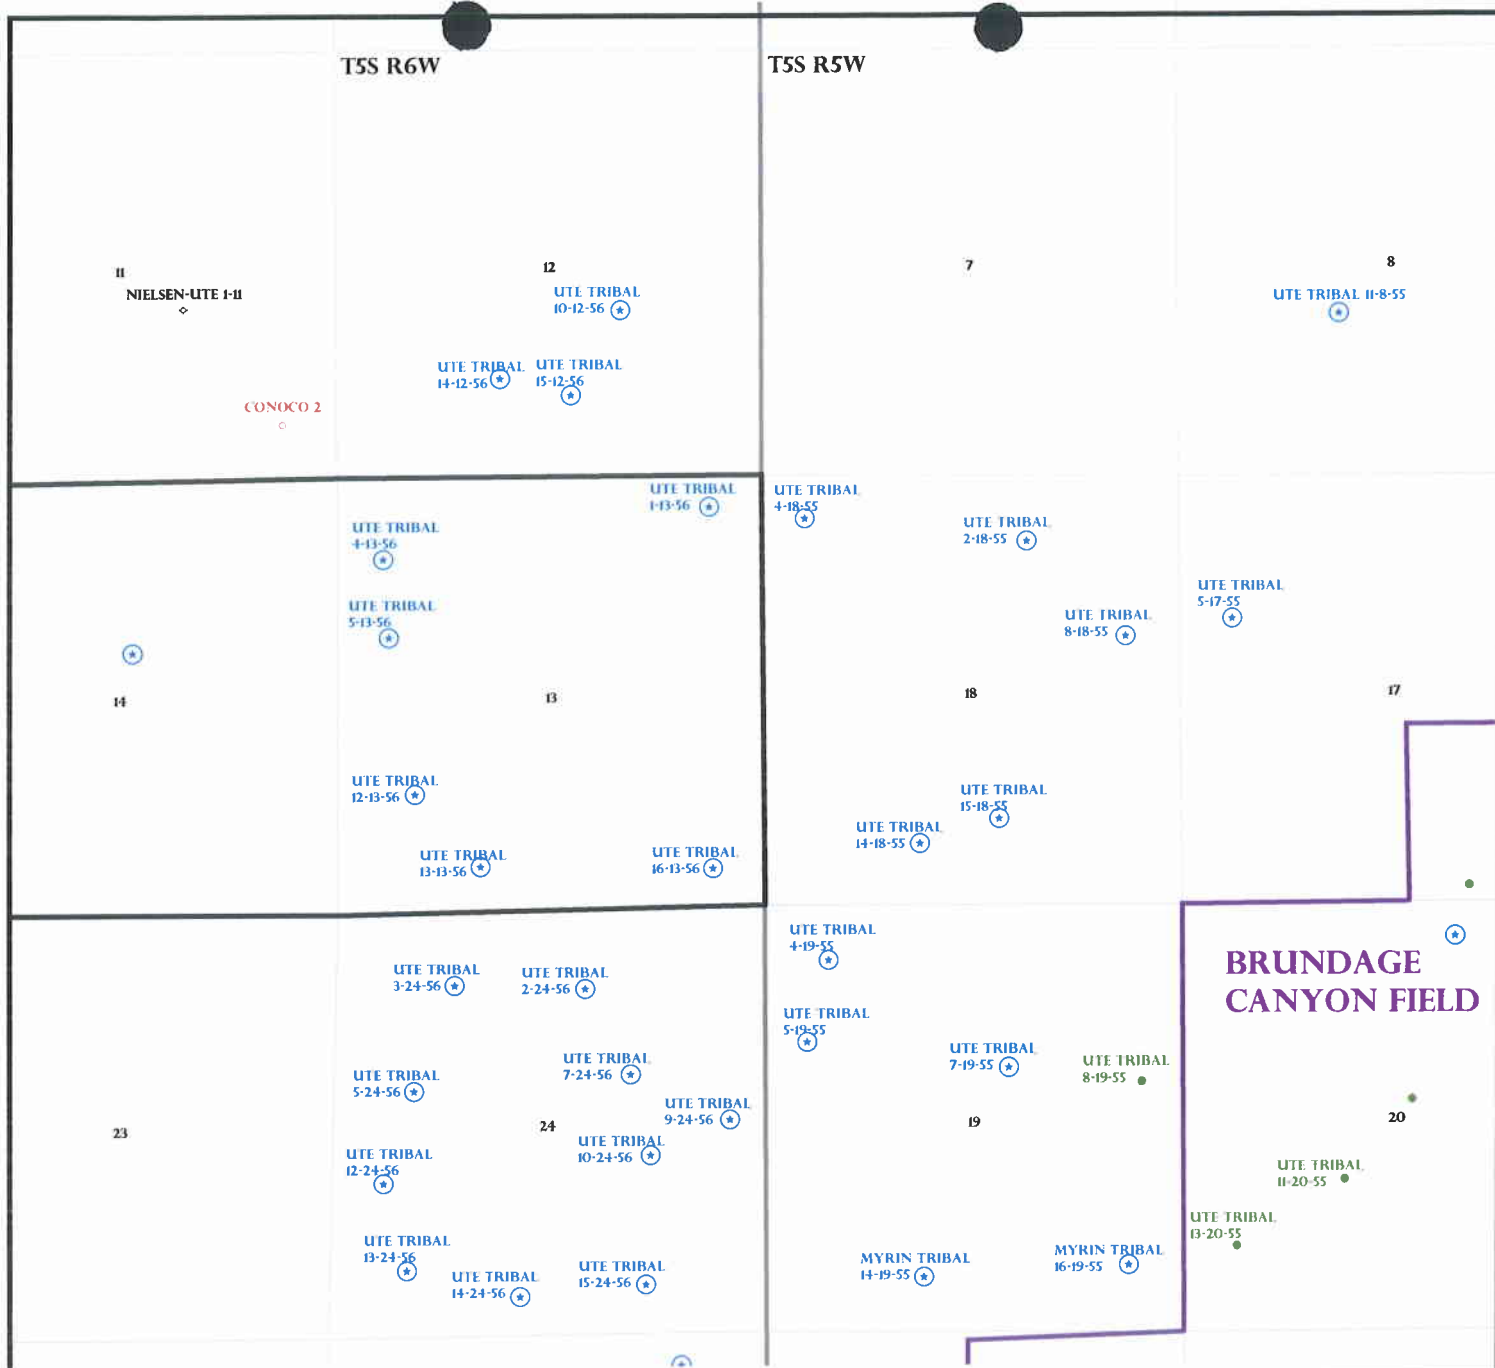 T5S R6W
T5S R5W
11
NIELSEN-UTE 1-11
CONOCO 2
12
UTE TRIBAL
10-12-56
UTE TRIBAL
14-12-56
UTE TRIBAL
15-12-56
7
8
UTE TRIBAL 11-8-55
UTE TRIBAL
1-13-56
UTE TRIBAL
4-13-56
UTE TRIBAL
5-13-56
14
13
UTE TRIBAL
12-13-56
UTE TRIBAL
13-13-56
UTE TRIBAL
16-13-56
UTE TRIBAL
4-18-55
UTE TRIBAL
2-18-55
UTE TRIBAL
8-18-55
UTE TRIBAL
5-17-55
18
17
UTE TRIBAL
15-18-55
UTE TRIBAL
14-18-55
UTE TRIBAL
3-24-56
UTE TRIBAL
2-24-56
UTE TRIBAL
7-24-56
UTE TRIBAL
5-24-56
UTE TRIBAL
9-24-56
23
24
UTE TRIBAL
10-24-56
UTE TRIBAL
12-24-56
UTE TRIBAL
13-24-56
UTE TRIBAL
14-24-56
UTE TRIBAL
15-24-56
UTE TRIBAL
4-19-55
UTE TRIBAL
5-19-55
UTE TRIBAL
7-19-55
UTE TRIBAL
8-19-55
19
MYRIN TRIBAL
14-19-55
MYRIN TRIBAL
16-19-55
BRUNDAGE
CANYON FIELD
20
UTE TRIBAL
11-20-55
UTE TRIBAL
13-20-55